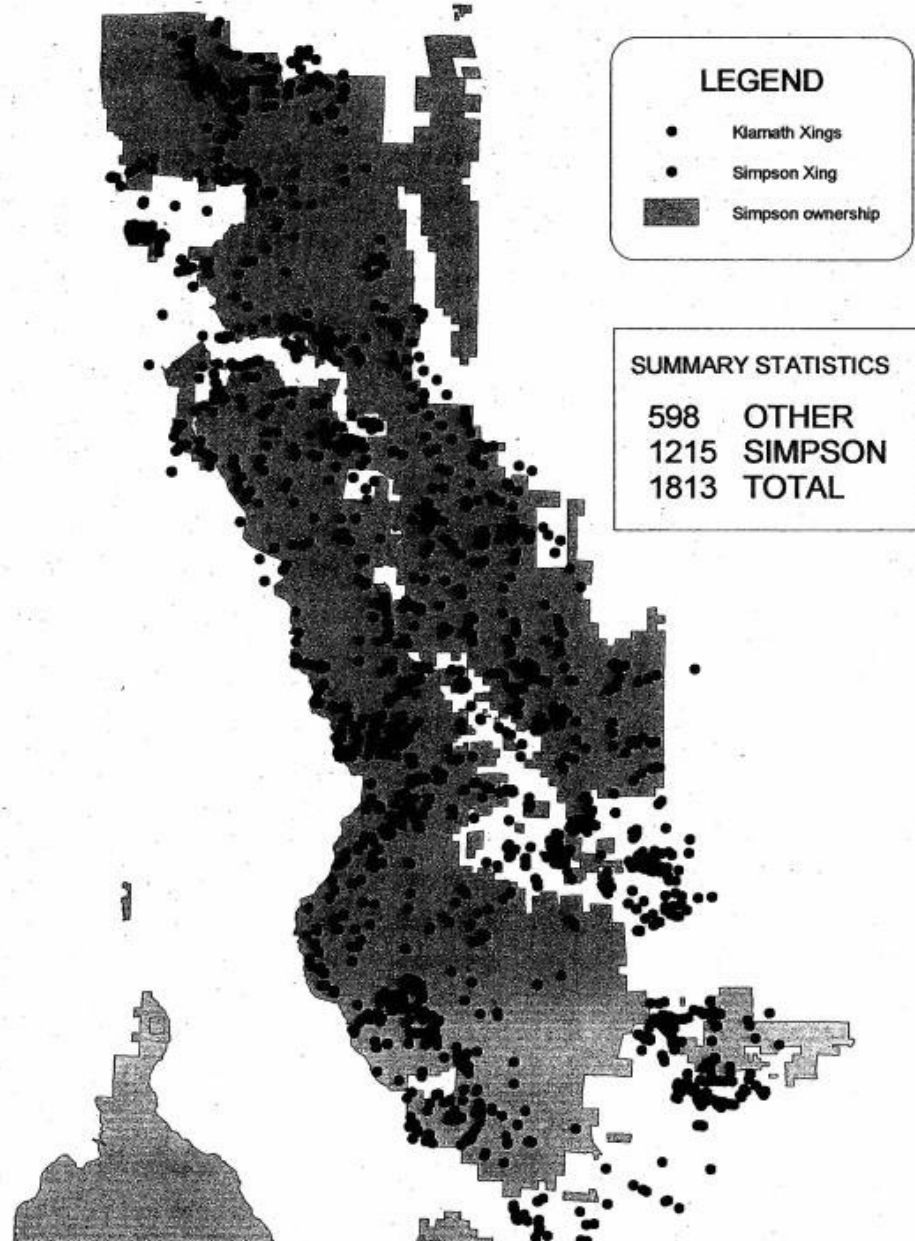 LEGEND
Klamath Xings
Simpson Xing
Simpson ownership
SUMMARY STATISTICS
598 OTHER
1215 SIMPSON
1813 TOTAL